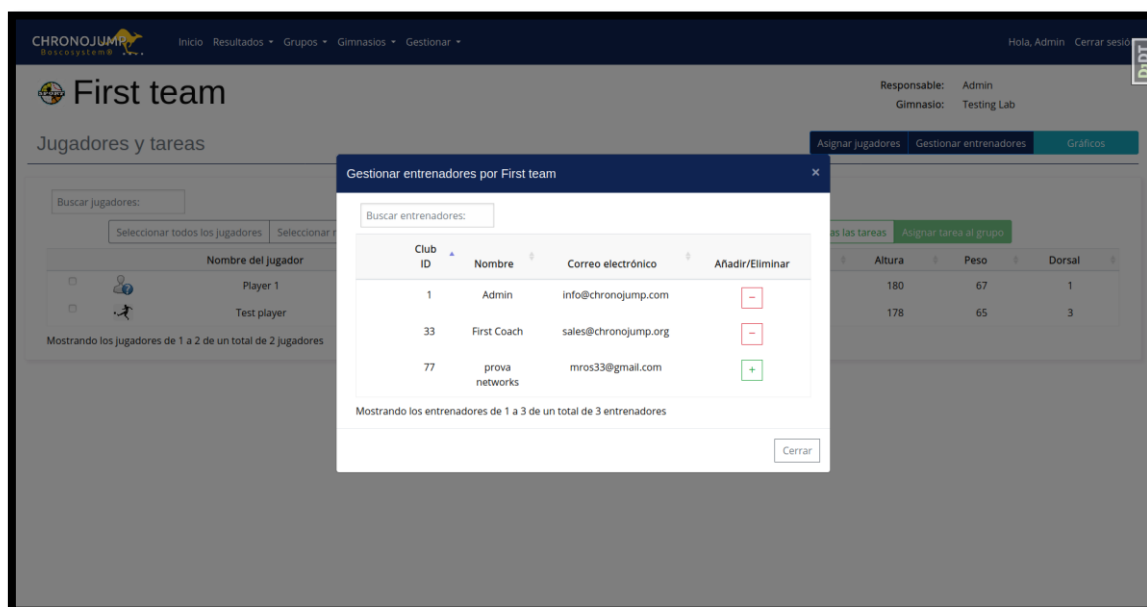 CHRONOJUMP
Boscosystem®
Inicio Resultados Grupos Gimnasios Gestionar
Hola, Admin Cerrar sesió
DiDT
First team
Responsable: Admin
Gimnasio: Testing Lab
Jugadores y tareas
Asignar jugadores Gestionar entrenadores Gráficos
Gestionar entrenadores por First team ×
Buscar jugadores:
Buscar entrenadores:
Seleccionar todos los jugadores Seleccionar as las tareas Asignar tarea al grupo
Nombre del jugador Altura Peso Dorsal
Player 1 180 67 1
Test player 178 65 3
Mostrando los jugadores de 1 a 2 de un total de 2 jugadores
Club
ID Nombre Correo electrónico Añadir/Eliminar
1 Admin info@chronojump.com −
33 First Coach sales@chronojump.org −
77 prova mros33@gmail.com +
networks
Mostrando los entrenadores de 1 a 3 de un total de 3 entrenadores
Cerrar